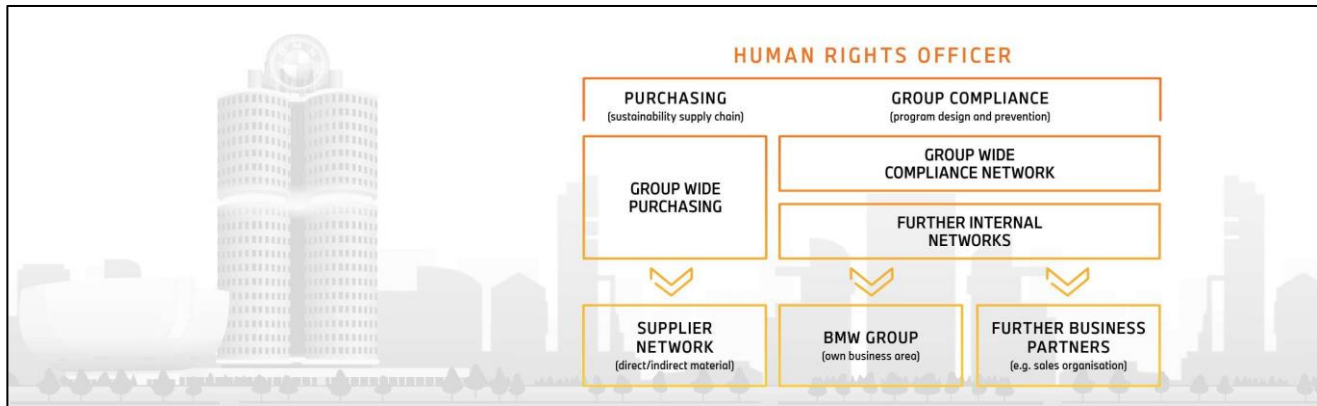 HUMAN RIGHTS OFFICER
PURCHASING
(sustainability supply chain)
GROUP COMPLIANCE
(program design and prevention)
GROUP WIDE
PURCHASING
GROUP WIDE
COMPLIANCE NETWORK
FURTHER INTERNAL
NETWORKS
SUPPLIER
NETWORK
(direct/indirect material)
BMW GROUP
(own business area)
FURTHER BUSINESS
PARTNERS
(e.g. sales organisation)